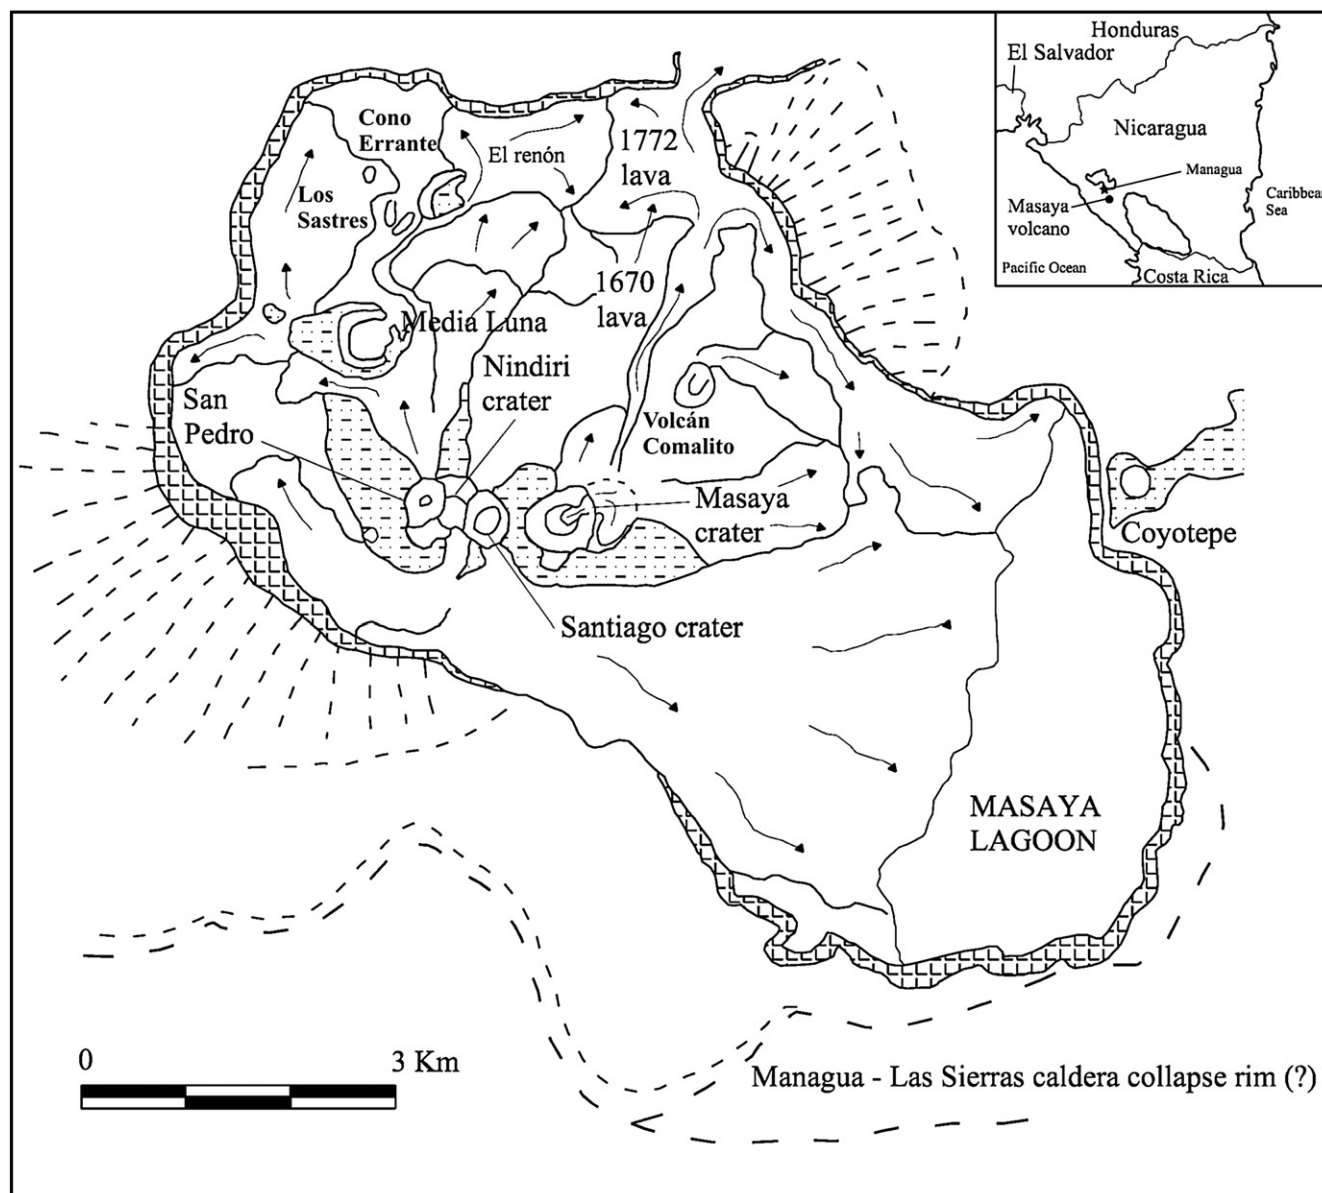 Honduras
El Salvador
Nicaragua
Managua
Masaya
volcano
Caribbean
Sea
Pacific Ocean
Costa Rica
Cono
Errante
El renón
1772
lava
Los
Sastres
1670
lava
Media Luna
Nindiri
crater
San
Pedro
Volcán
Comalito
Masaya
crater
Coyotepe
Santiago crater
MASAYA
LAGOON
0
3 Km
Managua - Las Sierras caldera collapse rim (?)